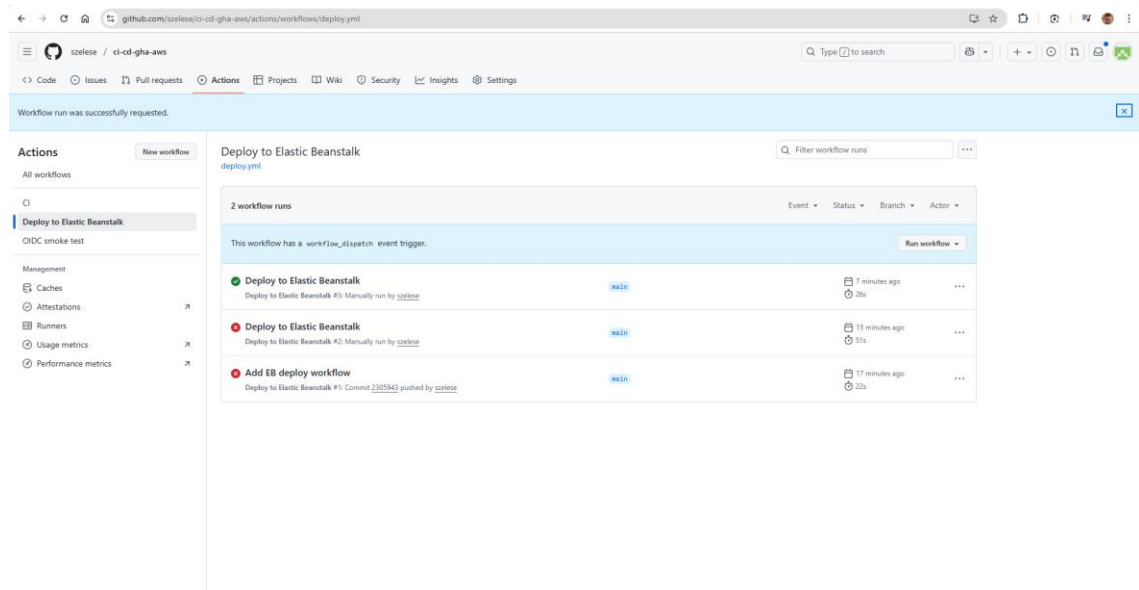 github.com/szelese/ci-cd-gha-aws/actions/workflows/deploy.yml
szelese / ci-cd-gha-aws
Type / to search
Code Issues Pull requests Actions Projects Wiki Security Insights Settings
Workflow run was successfully requested.
Actions
New workflow
All workflows
CI
Deploy to Elastic Beanstalk
OIDC smoke test
Management
Caches
Attestations
Runners
Usage metrics
Performance metrics
Deploy to Elastic Beanstalk
deploy.yml
Filter workflow runs
2 workflow runs
Event Status Branch Actor
This workflow has a workflow_dispatch event trigger.
Run workflow
Deploy to Elastic Beanstalk
Deploy to Elastic Beanstalk #3: Manually run by szelese
main
7 minutes ago
26s
Deploy to Elastic Beanstalk
Deploy to Elastic Beanstalk #2: Manually run by szelese
main
15 minutes ago
51s
Add EB deploy workflow
Deploy to Elastic Beanstalk #1: Commit 2305943 pushed by szelese
main
17 minutes ago
22s